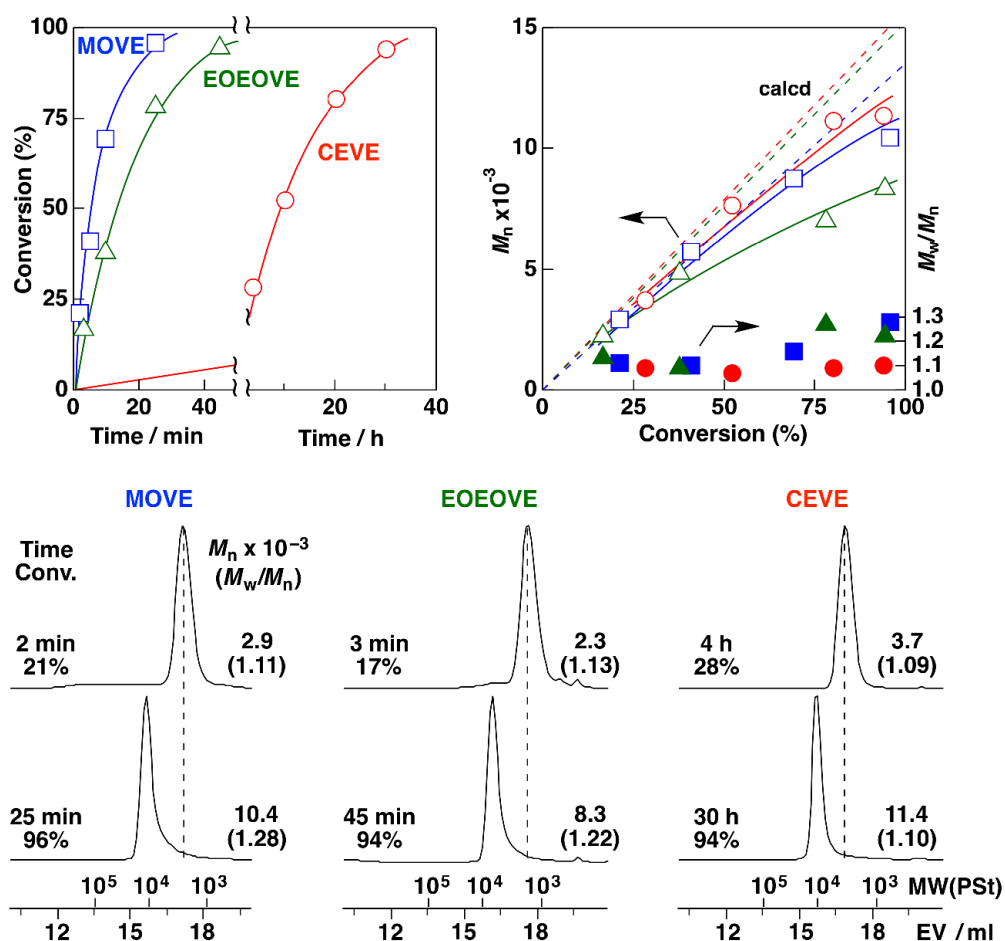 100
75
50
25
0
Conversion (%)
MOVE
EOEOVE
CEVE
0
20
40
0
20
40
Time / min
Time / h
15
10
5
0
Mn x10-3
calcd
Mw/Mn
1.3
1.2
1.1
1.0
0
25
50
75
100
Conversion (%)
MOVE
EOEOVE
CEVE
Time
Conv.
Mn x 10−3
(Mw/Mn)
2 min
21%
2.9
(1.11)
3 min
17%
2.3
(1.13)
4 h
28%
3.7
(1.09)
25 min
96%
10.4
(1.28)
45 min
94%
8.3
(1.22)
30 h
94%
11.4
(1.10)
10⁵ 10⁴ 10³
10⁵ 10⁴ 10³
10⁵ 10⁴ 10³ MW(PSt)
12 15 18
12 15 18
12 15 18 EV / ml